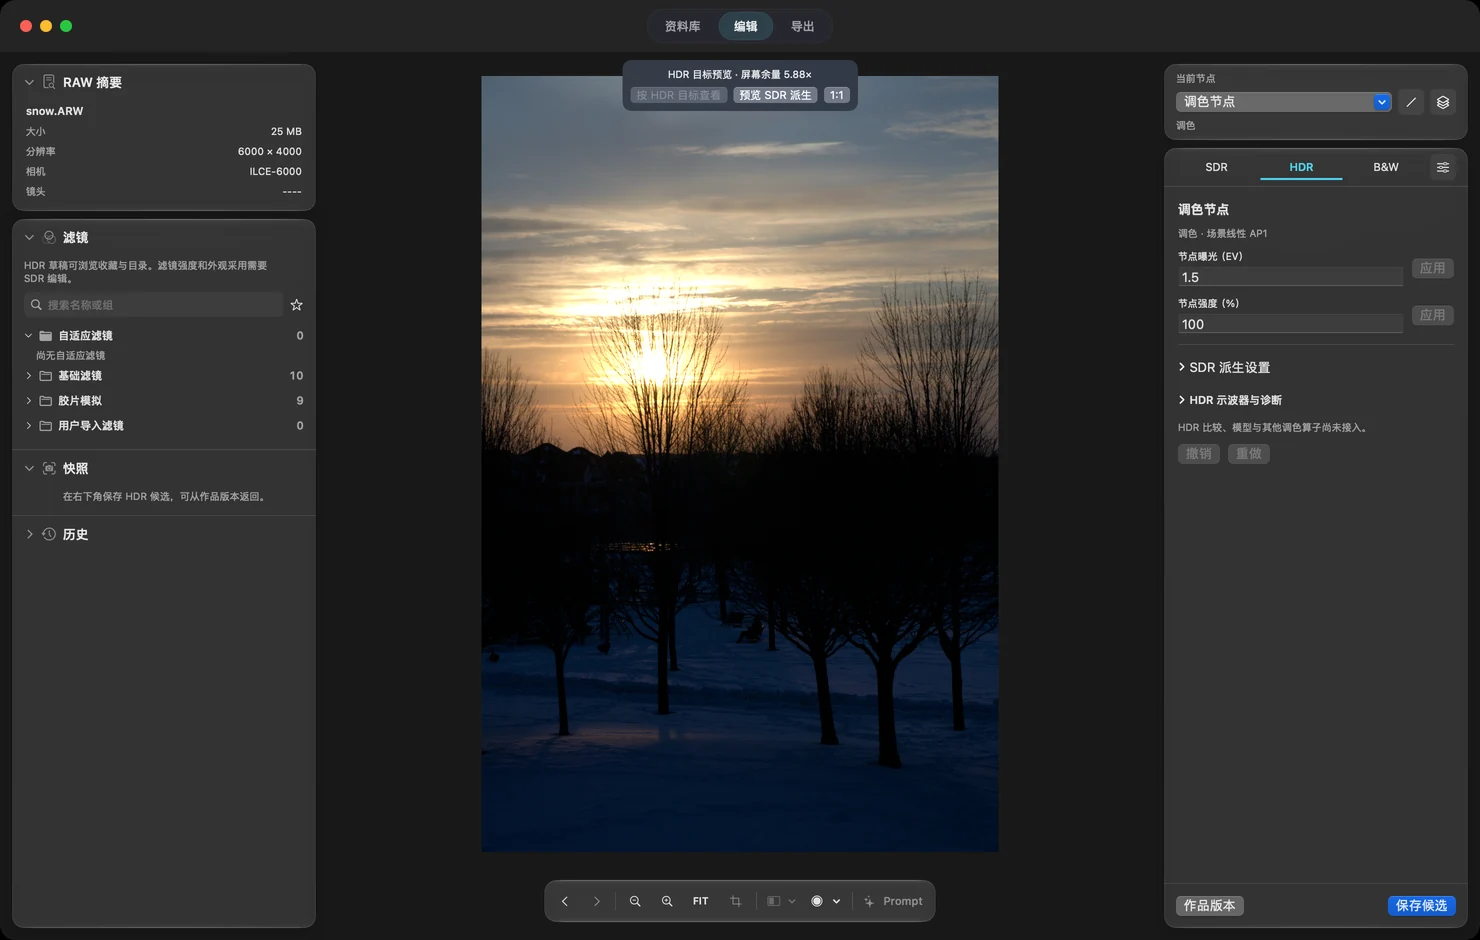 资料库
编辑
导出
RAW 摘要
snow.ARW
大小 25 MB
分辨率 6000 × 4000
相机 ILCE-6000
镜头 ----
滤镜
HDR 草稿可浏览收藏与目录。滤镜强度和外观采用需要
SDR 编辑。
搜索名称或组
自适应滤镜 0
尚无自适应滤镜
基础滤镜 10
胶片模拟 9
用户导入滤镜 0
快照
在右下角保存 HDR 候选，可从作品版本返回。
历史
HDR 目标预览 · 屏幕余量 5.88×
按 HDR 目标查看 预览 SDR 派生 1:1
FIT
Prompt
当前节点
调色节点
调色
SDR HDR B&W
调色节点
调色 · 场景线性 AP1
节点曝光 (EV)
1.5 应用
节点强度 (%)
100 应用
SDR 派生设置
HDR 示波器与诊断
HDR 比较、模型与其他调色算子尚未接入。
撤销 重做
作品版本 保存候选